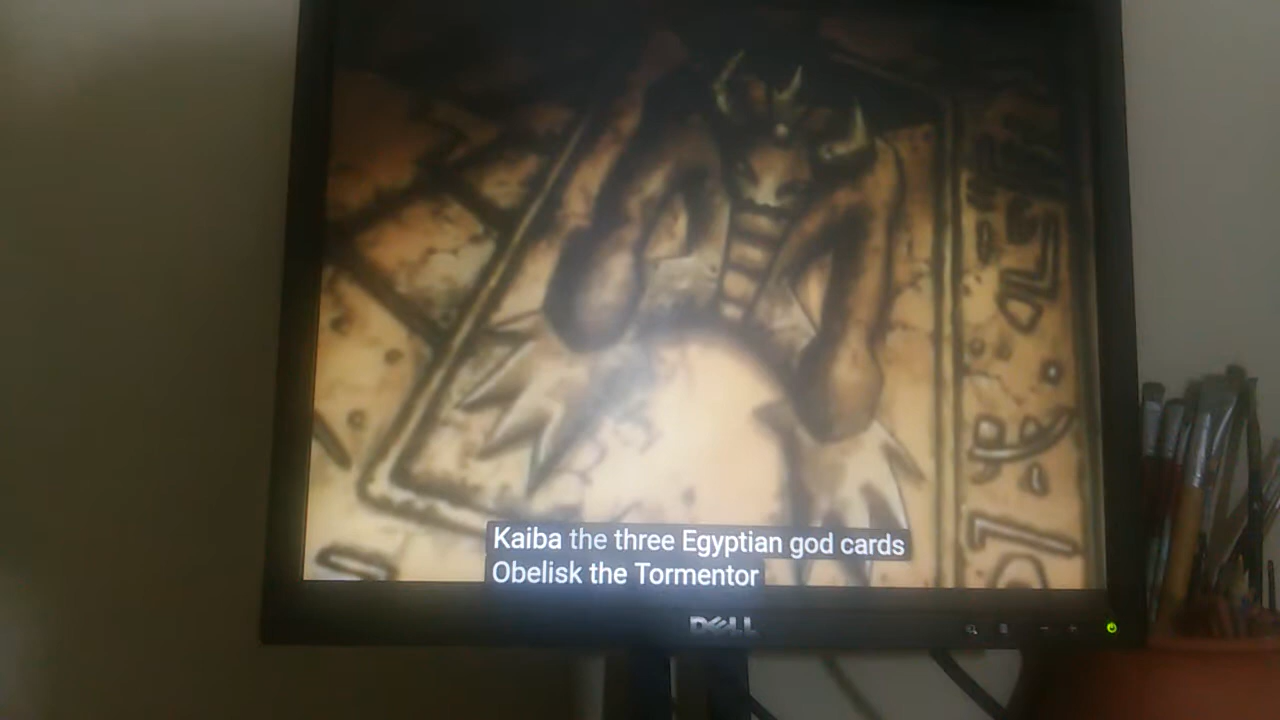 Kaiba the three Egyptian god cards
Obelisk the Tormentor
DELL